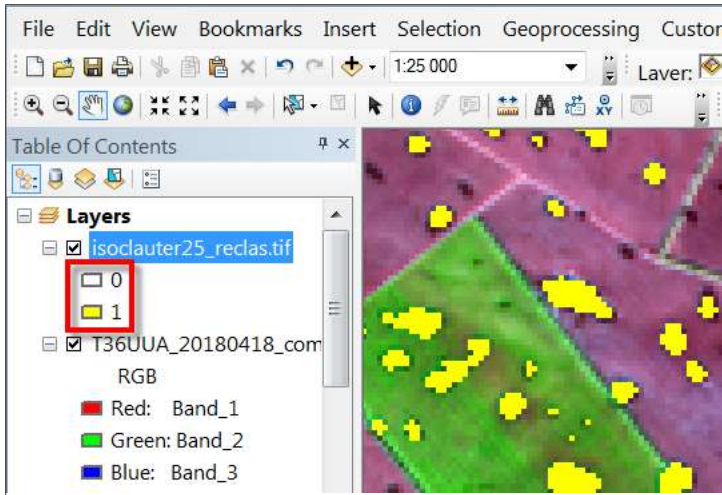 File Edit View Bookmarks Insert Selection Geoprocessing Custor
1:25 000 Layer:
Table Of Contents
Layers
isoclauter25_reclas.tif
0
1
T36UUA_20180418_com
RGB
Red: Band_1
Green: Band_2
Blue: Band_3